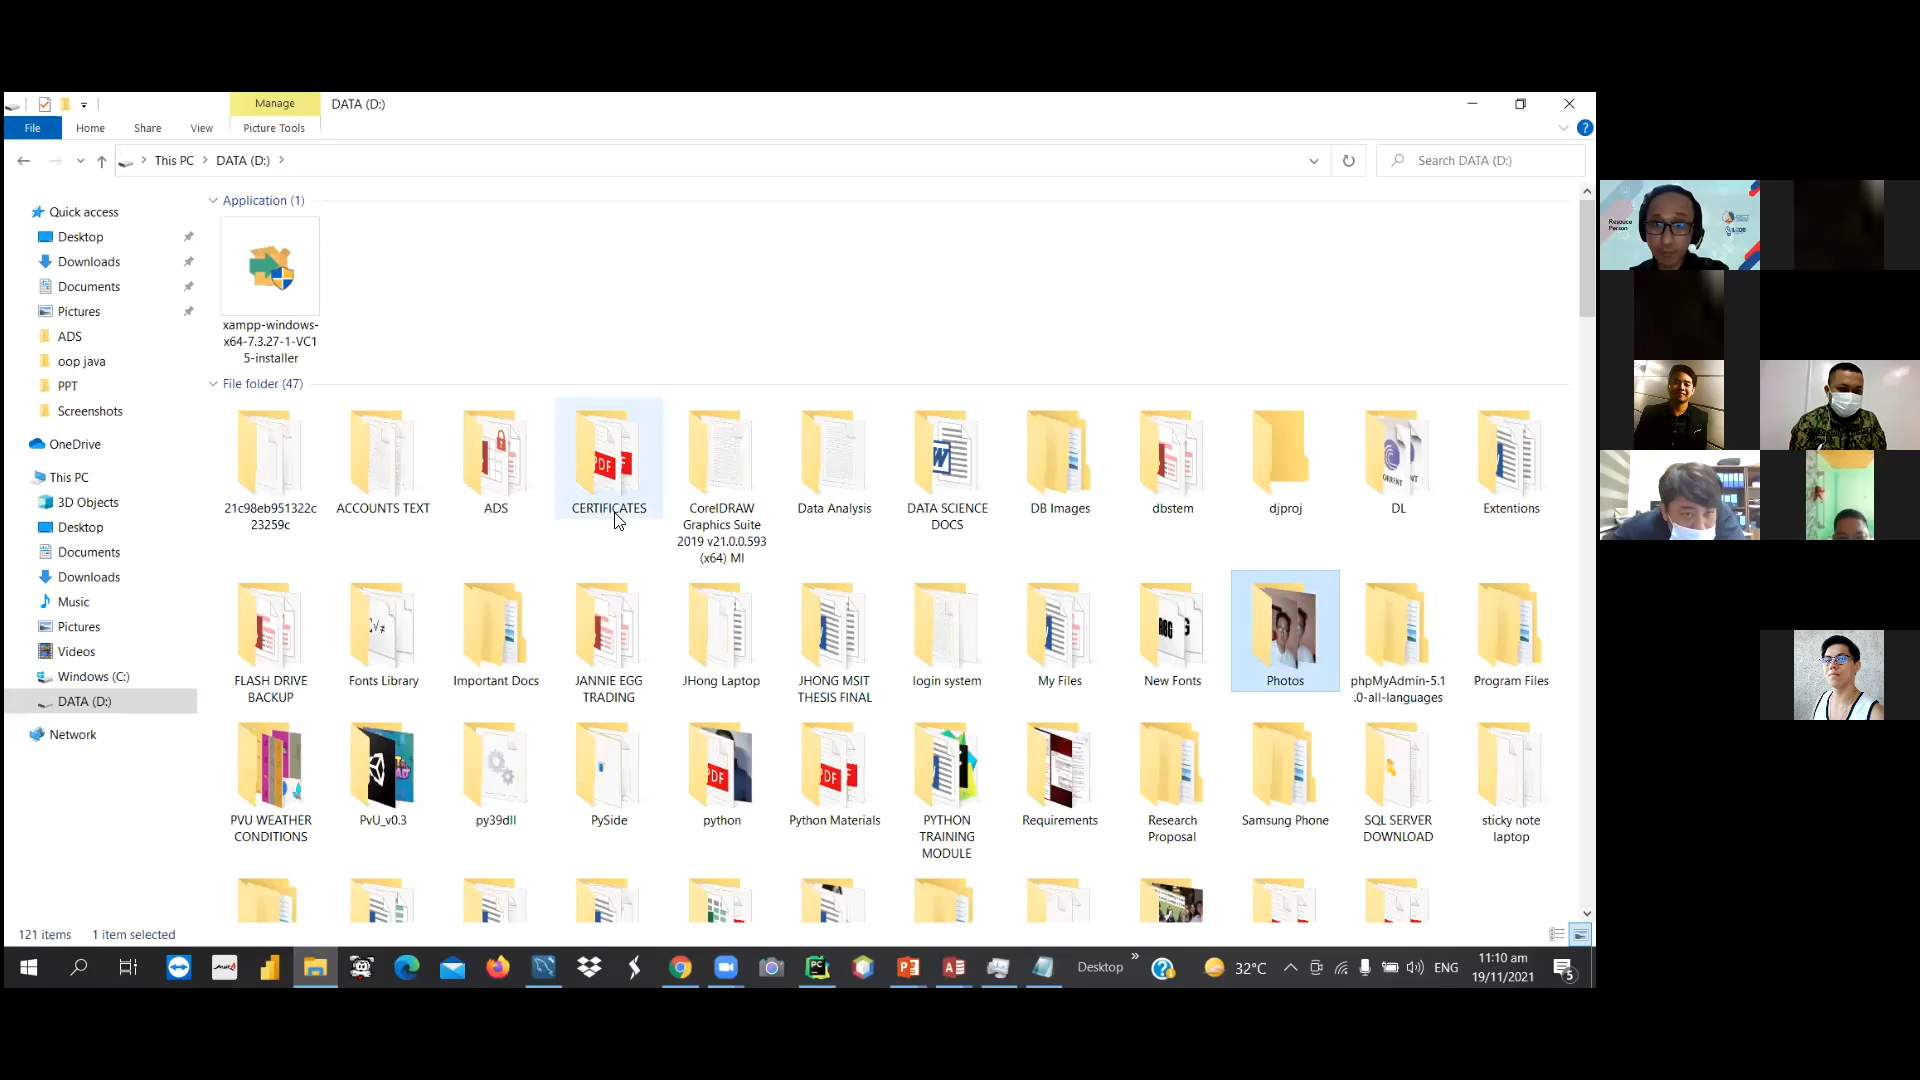 Manage
DATA (D:)
File
Home
Share
View
Picture Tools
This PC
DATA (D:)
Search DATA (D:)
Quick access
Desktop
Downloads
Documents
Pictures
ADS
oop java
PPT
Screenshots
OneDrive
This PC
3D Objects
Desktop
Documents
Downloads
Music
Pictures
Videos
Windows (C:)
DATA (D:)
Network
Application (1)
xampp-windows-
x64-7.3.27-1-VC1
5-installer
File folder (47)
21c98eb951322c
23259c
ACCOUNTS TEXT
ADS
CERTIFICATES
CorelDRAW
Graphics Suite
2019 v21.0.0.593
(x64) MI
Data Analysis
DATA SCIENCE
DOCS
DB Images
dbstem
djproj
DL
Extentions
FLASH DRIVE
BACKUP
Fonts Library
Important Docs
JANNIE EGG
TRADING
JHong Laptop
JHONG MSIT
THESIS FINAL
login system
My Files
New Fonts
Photos
phpMyAdmin-5.1
.0-all-languages
Program Files
PVU WEATHER
CONDITIONS
PvU_v0.3
py39dll
PySide
python
Python Materials
PYTHON
TRAINING
MODULE
Requirements
Research
Proposal
Samsung Phone
SQL SERVER
DOWNLOAD
sticky note
laptop
121 items
1 item selected
Desktop
32°C
ENG
11:10 am
19/11/2021
5
Resouce
Person